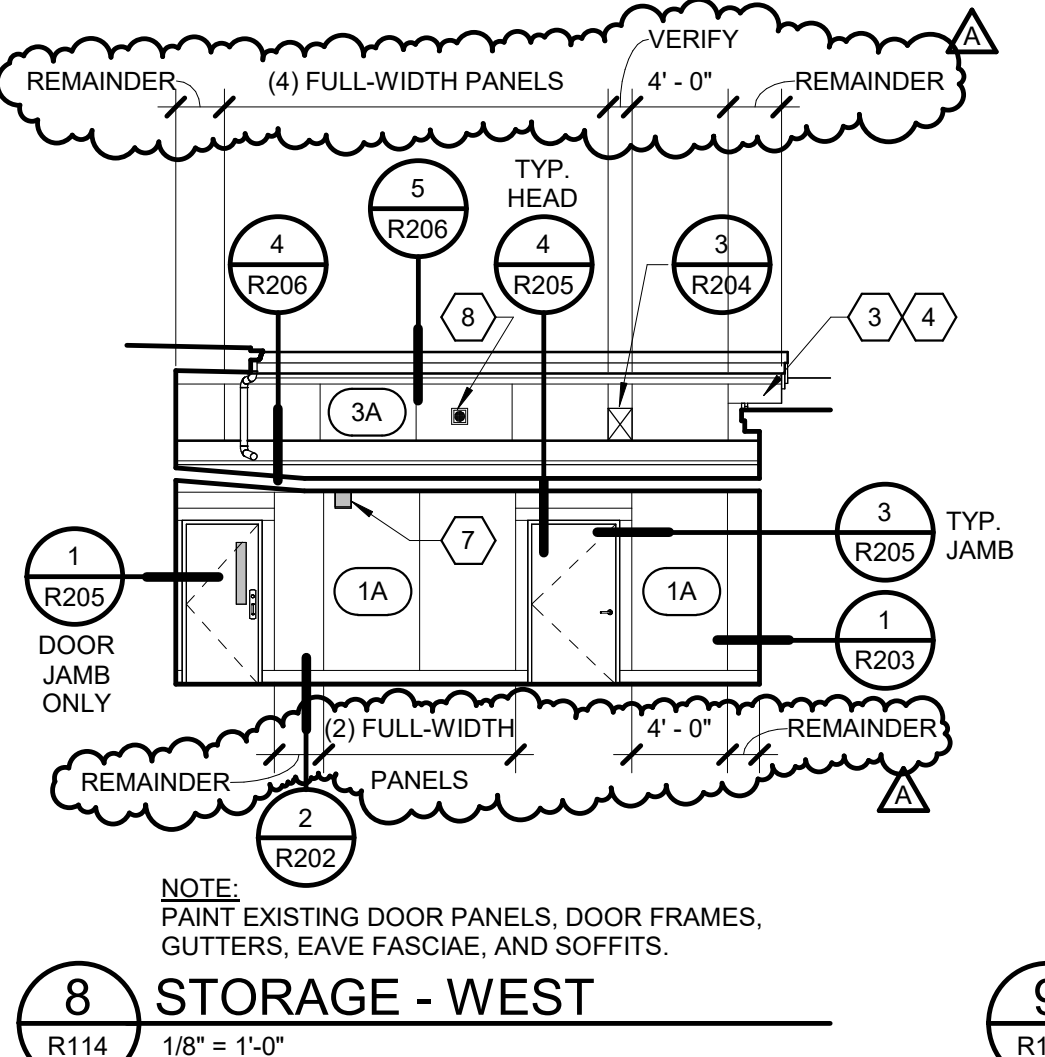 VERIFY
A
REMAINDER
(4) FULL-WIDTH PANELS
4' - 0"
REMAINDER
TYP.
HEAD
5
R206
4
R206
4
R205
3
R204
8
3
4
3A
7
1
R205
DOOR
JAMB
ONLY
1A
1A
3
R205
TYP.
JAMB
1
R203
(2) FULL-WIDTH
PANELS
4' - 0"
REMAINDER
REMAINDER
A
2
R202
NOTE:
PAINT EXISTING DOOR PANELS, DOOR FRAMES,
GUTTERS, EAVE FASCIAE, AND SOFFITS.
8
R114
STORAGE - WEST
1/8" = 1'-0"